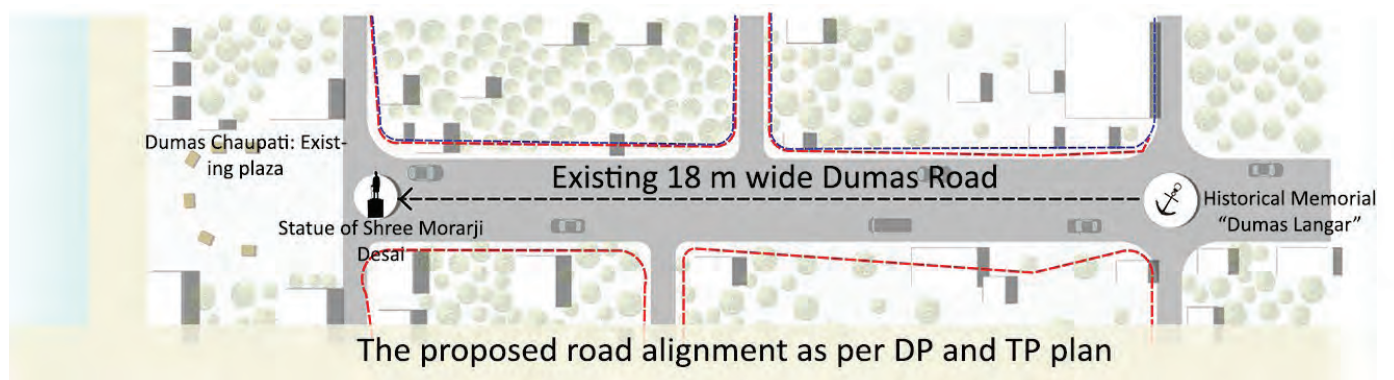 Dumas Chaupati: Exist-
ing plaza
Existing 18 m wide Dumas Road
Statue of Shree Morarji
Desai
Historical Memorial
“Dumas Langar”
The proposed road alignment as per DP and TP plan